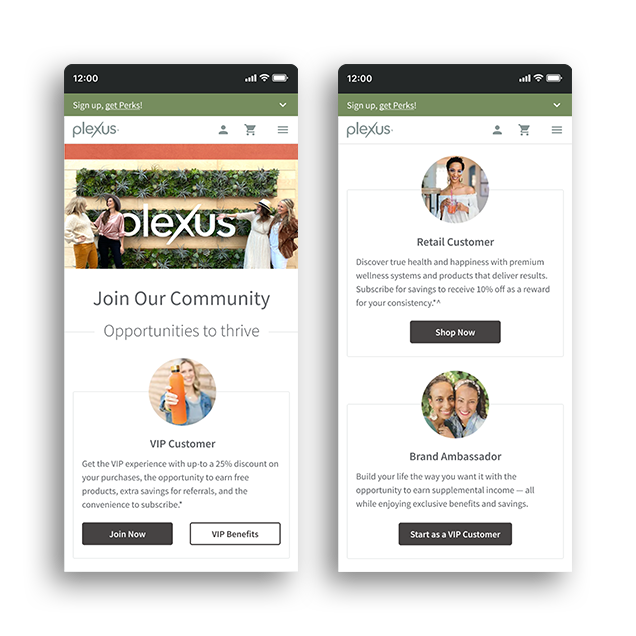 12:00
Sign up, get Perks!
plexus
plexus
Join Our Community
Opportunities to thrive
VIP Customer
Get the VIP experience with up-to a 25% discount on
your purchases, the opportunity to earn free
products, extra savings for referrals, and the
convenience to subscribe.*
Join Now
VIP Benefits
12:00
Sign up, get Perks!
plexus
Retail Customer
Discover true health and happiness with premium
wellness systems and products that deliver results.
Subscribe for savings to receive 10% off as a reward
for your consistency.*^
Shop Now
Brand Ambassador
Build your life the way you want it with the
opportunity to earn supplemental income — all
while enjoying exclusive benefits and savings.
Start as a VIP Customer